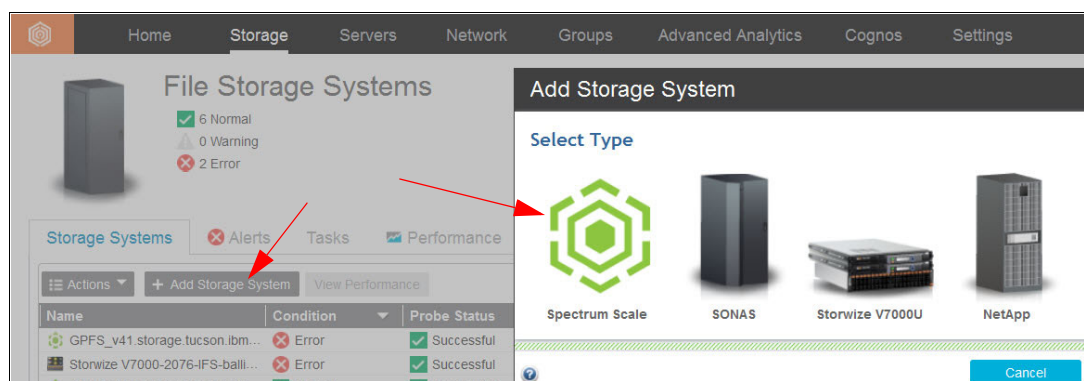 Home Storage Servers Network Groups Advanced Analytics Cognos Settings
File Storage Systems
6 Normal
0 Warning
2 Error
Storage Systems Alerts Tasks Performance
Actions + Add Storage System View Performance
Name Condition Probe Status
GPFS_v41.storage.tucson.ibm... Error Successful
Storwize V7000-2076-IFS-balli... Error Successful
Add Storage System
Select Type
Spectrum Scale SONAS Storwize V7000U NetApp
? Cancel